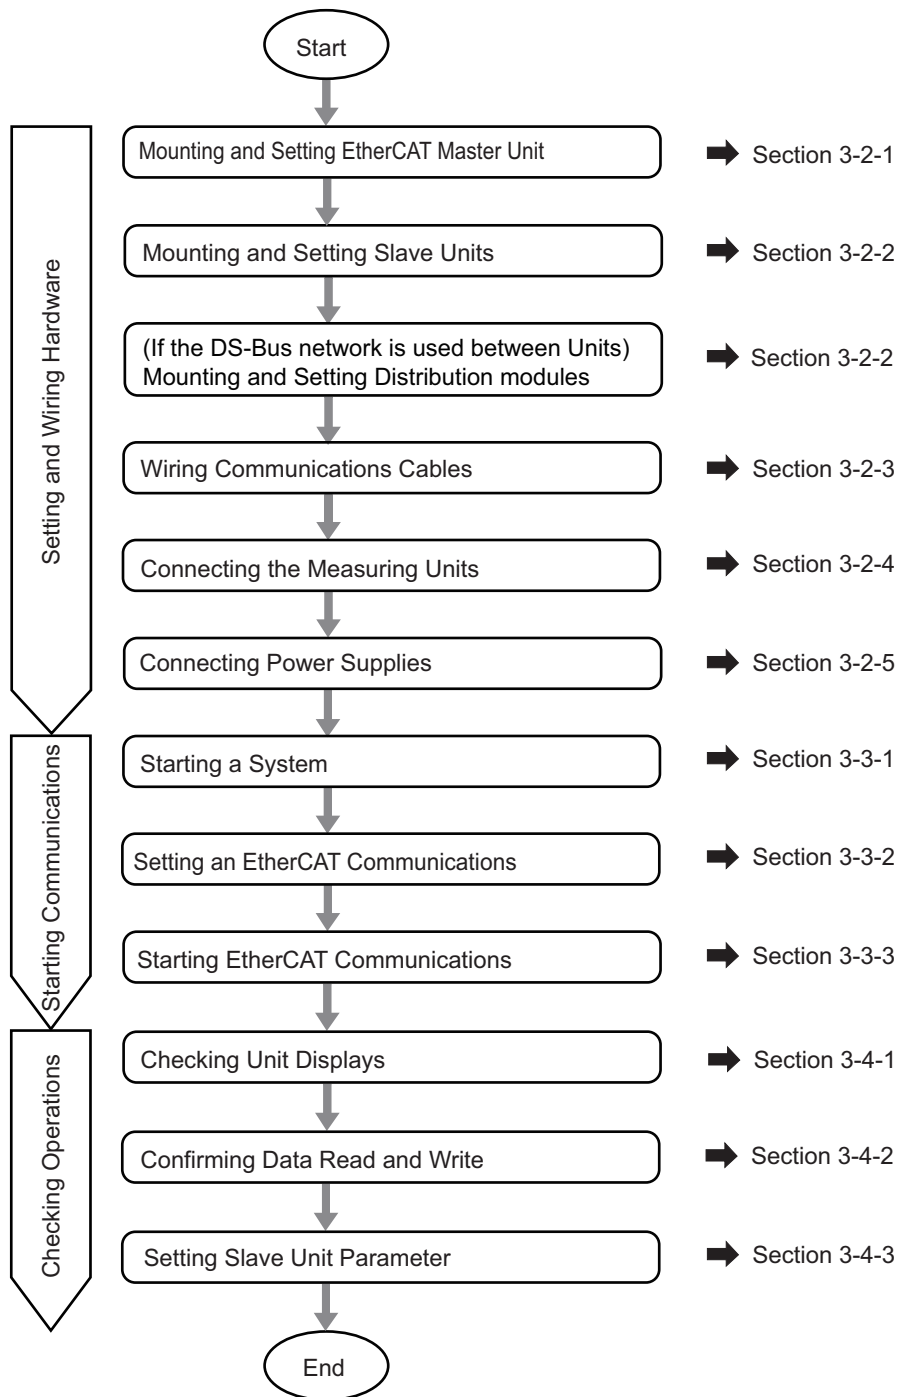 Start
Setting and Wiring Hardware
Mounting and Setting EtherCAT Master Unit
Section 3-2-1
Mounting and Setting Slave Units
Section 3-2-2
(If the DS-Bus network is used between Units)
Mounting and Setting Distribution modules
Section 3-2-2
Wiring Communications Cables
Section 3-2-3
Connecting the Measuring Units
Section 3-2-4
Connecting Power Supplies
Section 3-2-5
Starting Communications
Starting a System
Section 3-3-1
Setting an EtherCAT Communications
Section 3-3-2
Starting EtherCAT Communications
Section 3-3-3
Checking Operations
Checking Unit Displays
Section 3-4-1
Confirming Data Read and Write
Section 3-4-2
Setting Slave Unit Parameter
Section 3-4-3
End